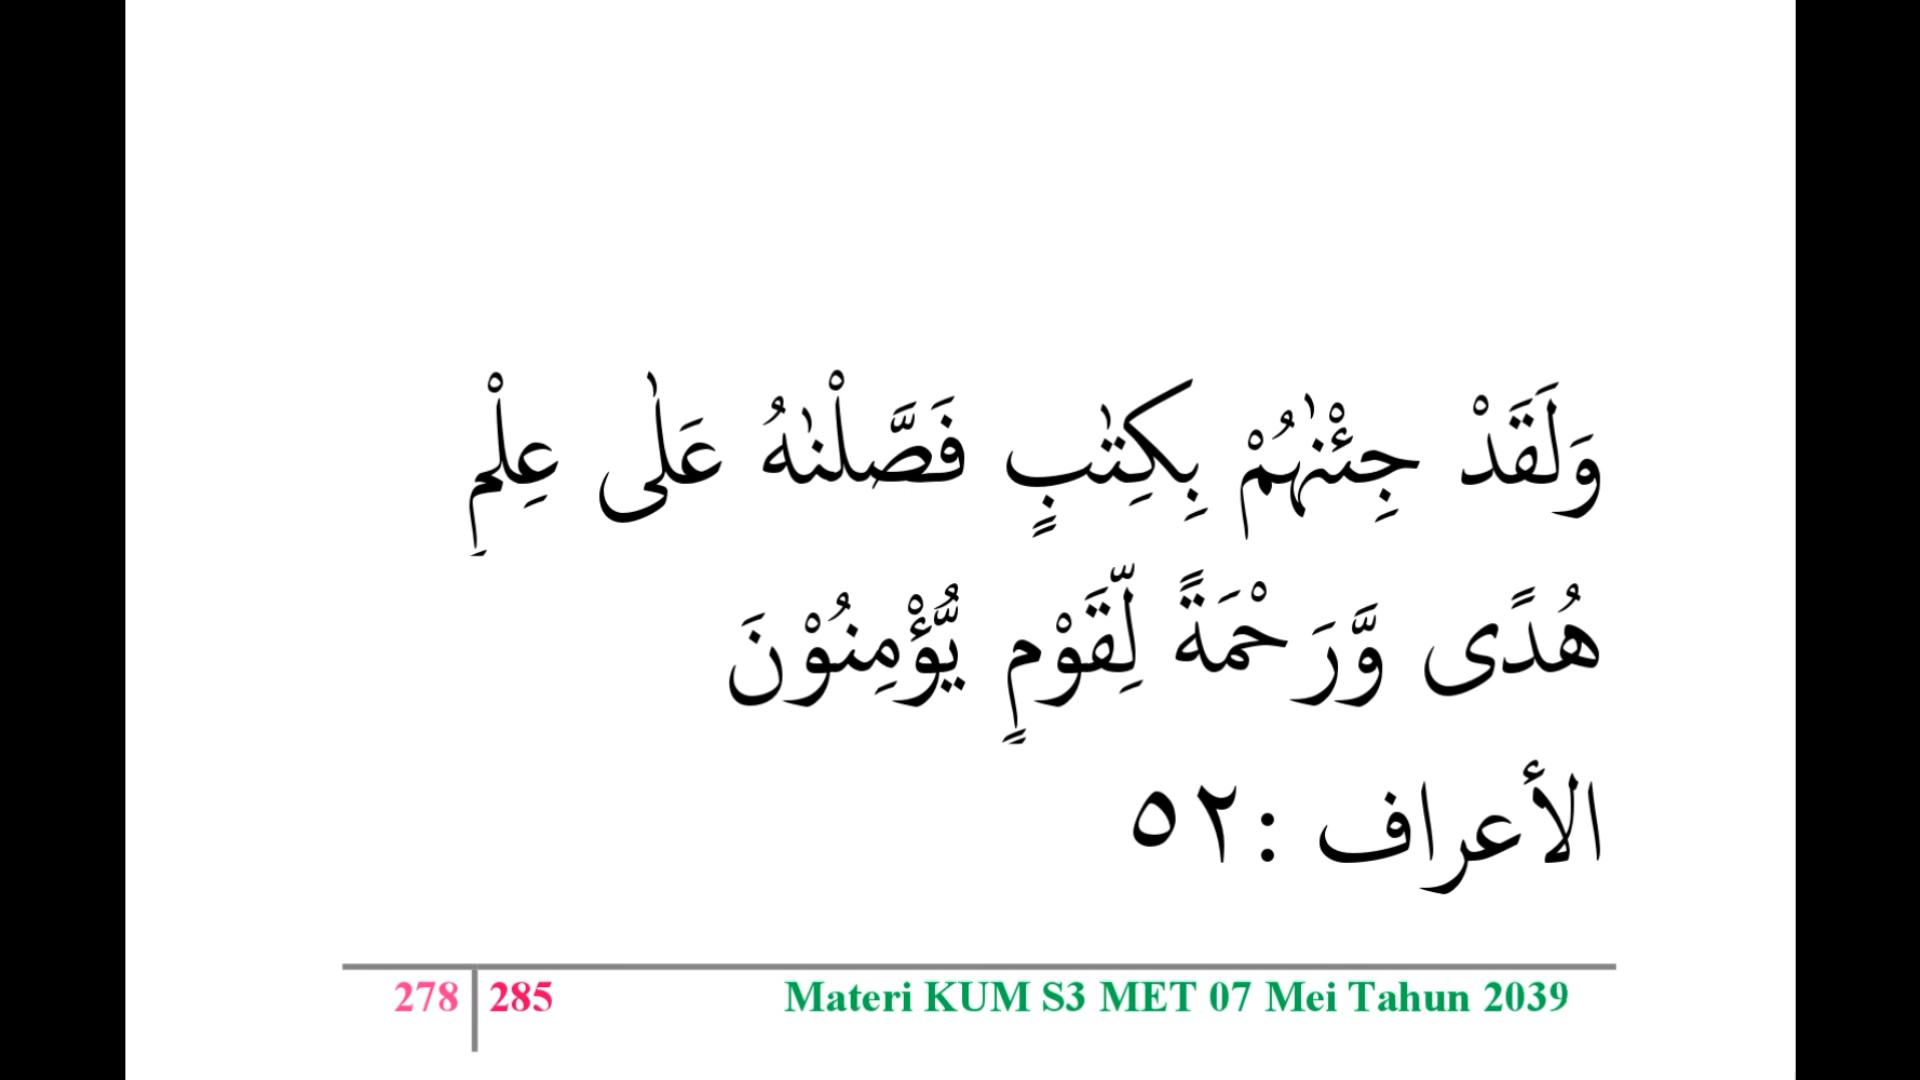 وَلَقَدْ جِئْنٰهُمْ بِكِتٰبٍ فَصَّلْنٰهُ عَلٰى عِلْمٍ
هُدًى وَّرَحْمَةً لِّقَوْمٍ يُّؤْمِنُوْنَ
الأعراف :٥٢
278 285 Materi KUM S3 MET 07 Mei Tahun 2039